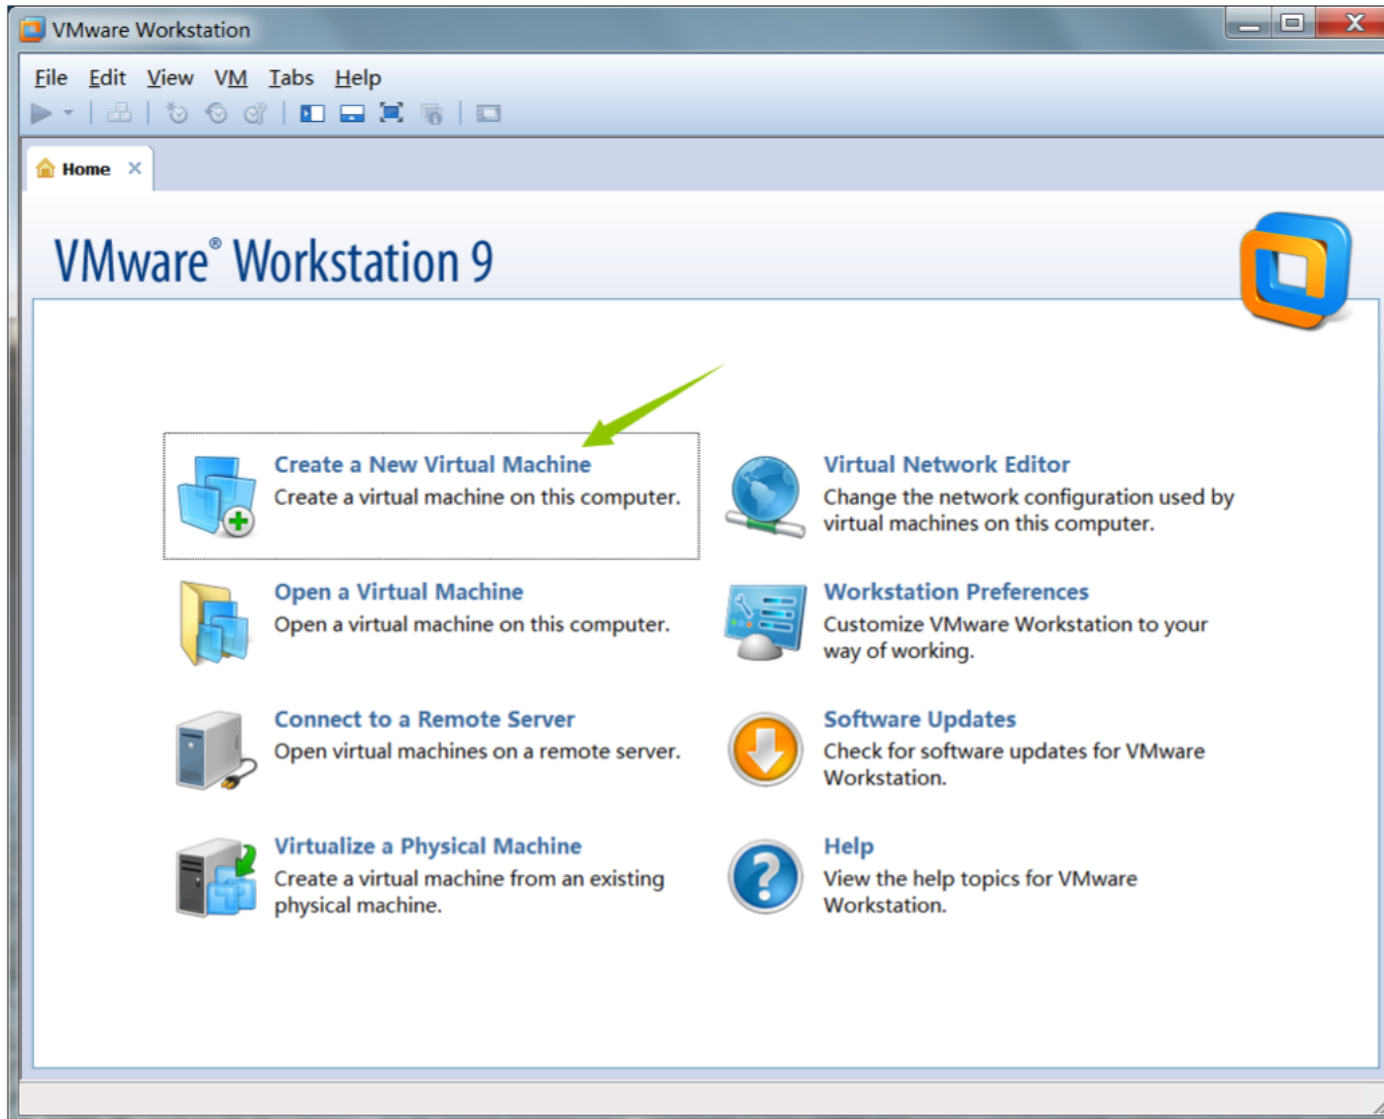 VMware Workstation
File Edit View VM Tabs Help
Home
VMware® Workstation 9
Create a New Virtual Machine
Create a virtual machine on this computer.
Open a Virtual Machine
Open a virtual machine on this computer.
Connect to a Remote Server
Open virtual machines on a remote server.
Virtualize a Physical Machine
Create a virtual machine from an existing
physical machine.
Virtual Network Editor
Change the network configuration used by
virtual machines on this computer.
Workstation Preferences
Customize VMware Workstation to your
way of working.
Software Updates
Check for software updates for VMware
Workstation.
Help
View the help topics for VMware
Workstation.